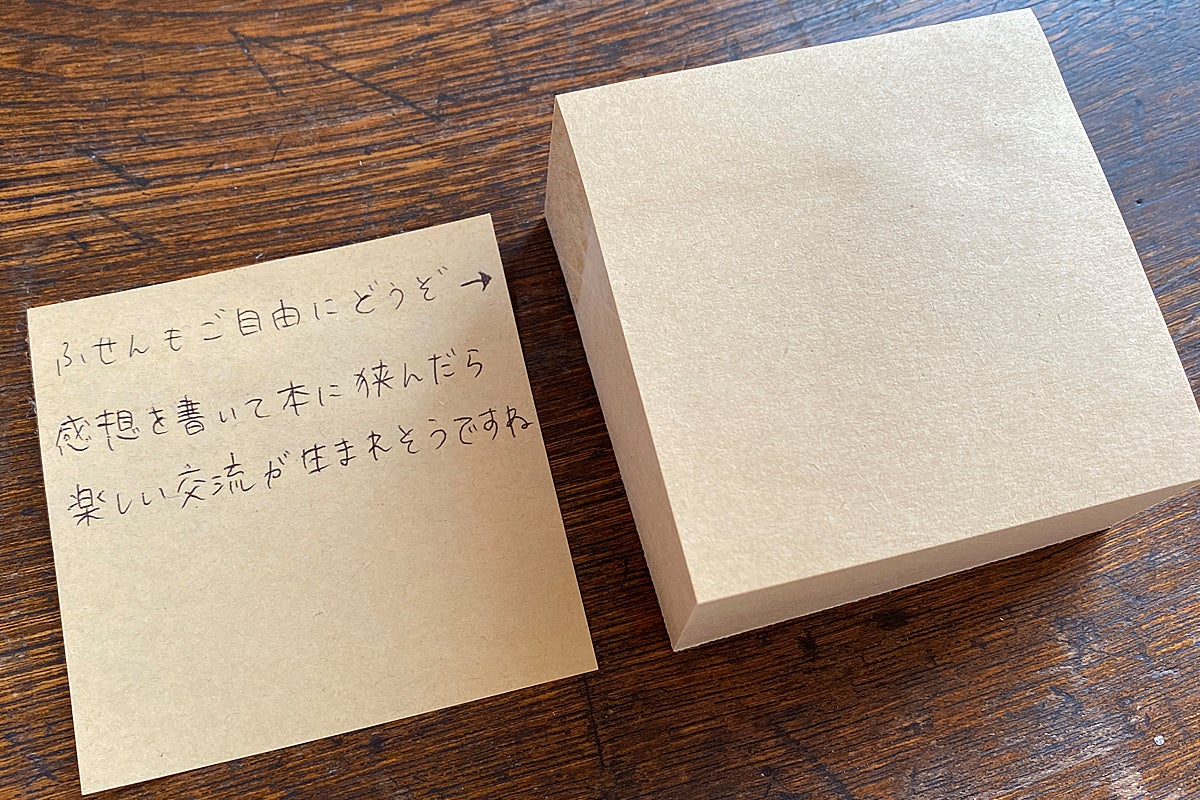 ふせんもご自由にどうぞ→
感想を書いて本に狭んだら
楽しい交流が生まれそうですね